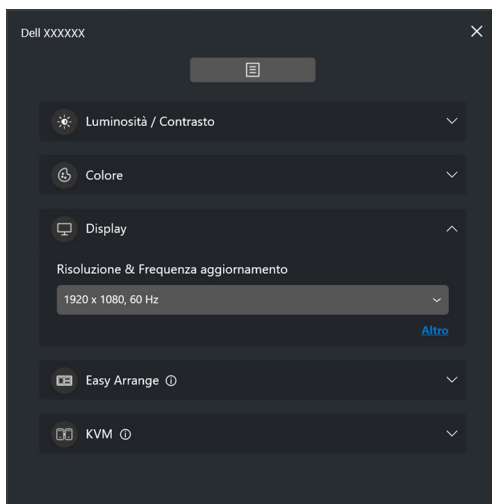 Dell XXXXXX
Luminosità / Contrasto
Colore
Display
Risoluzione & Frequenza aggiornamento
1920 x 1080, 60 Hz
Altro
Easy Arrange
KVM